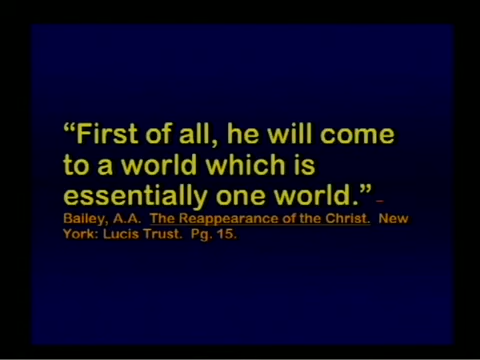 “First of all, he will come
to a world which is
essentially one world.” –
Bailey, A.A. The Reappearance of the Christ. New
York: Lucis Trust. Pg. 15.